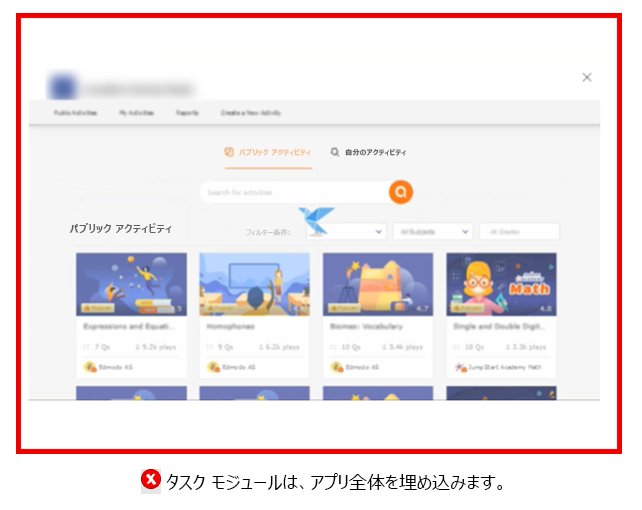 Public Activities My Activities Reports Create a New Activity
パブリック アクティビティ 自分のアクティビティ
Search for activities
パブリック アクティビティ フィルター条件: All Subjects All Grades
4.7 4.5
Math
Expressions and Equati... Homophones Biomes: Vocabulary Single and Double Digit...
7 Qs 9.2k plays 9 Qs 6.2k plays 10 Qs 5.4k plays 10 Qs 3.3k plays
Edmodo AS Edmodo AS Edmodo AS JumpStart Academy Math
タスク モジュールは、アプリ全体を埋め込みます。